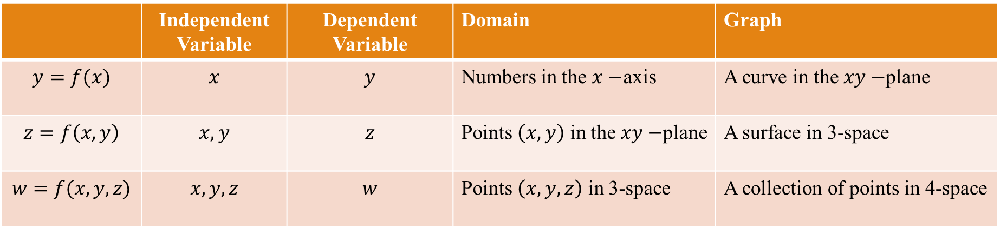 Independent Variable Dependent Variable Domain Graph
𝑦 = 𝑓(𝑥) 𝑥 𝑦 Numbers in the 𝑥 −axis A curve in the 𝑥𝑦 −plane
𝑧 = 𝑓(𝑥, 𝑦) 𝑥, 𝑦 𝑧 Points (𝑥, 𝑦) in the 𝑥𝑦 −plane A surface in 3-space
𝑤 = 𝑓(𝑥, 𝑦, 𝑧) 𝑥, 𝑦, 𝑧 𝑤 Points (𝑥, 𝑦, 𝑧) in 3-space A collection of points in 4-space